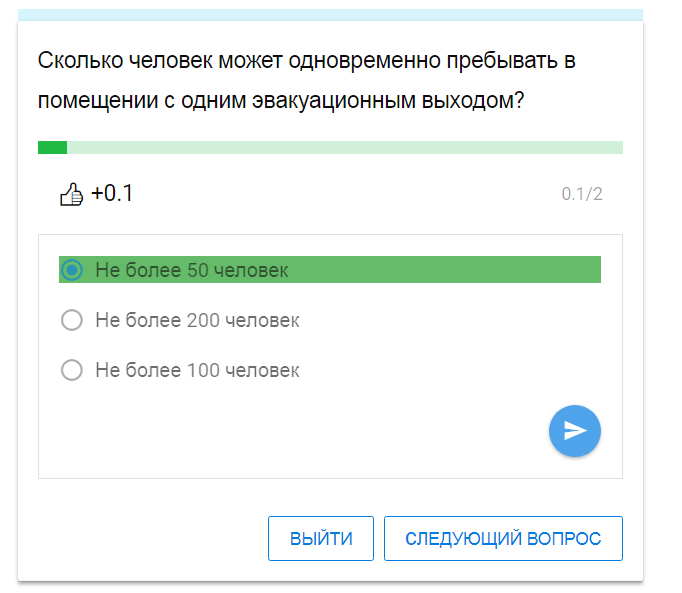 Сколько человек может одновременно пребывать в
помещении с одним эвакуационным выходом?
+0.1
0.1/2
Не более 50 человек
Не более 200 человек
Не более 100 человек
ВЫЙТИ
СЛЕДУЮЩИЙ ВОПРОС